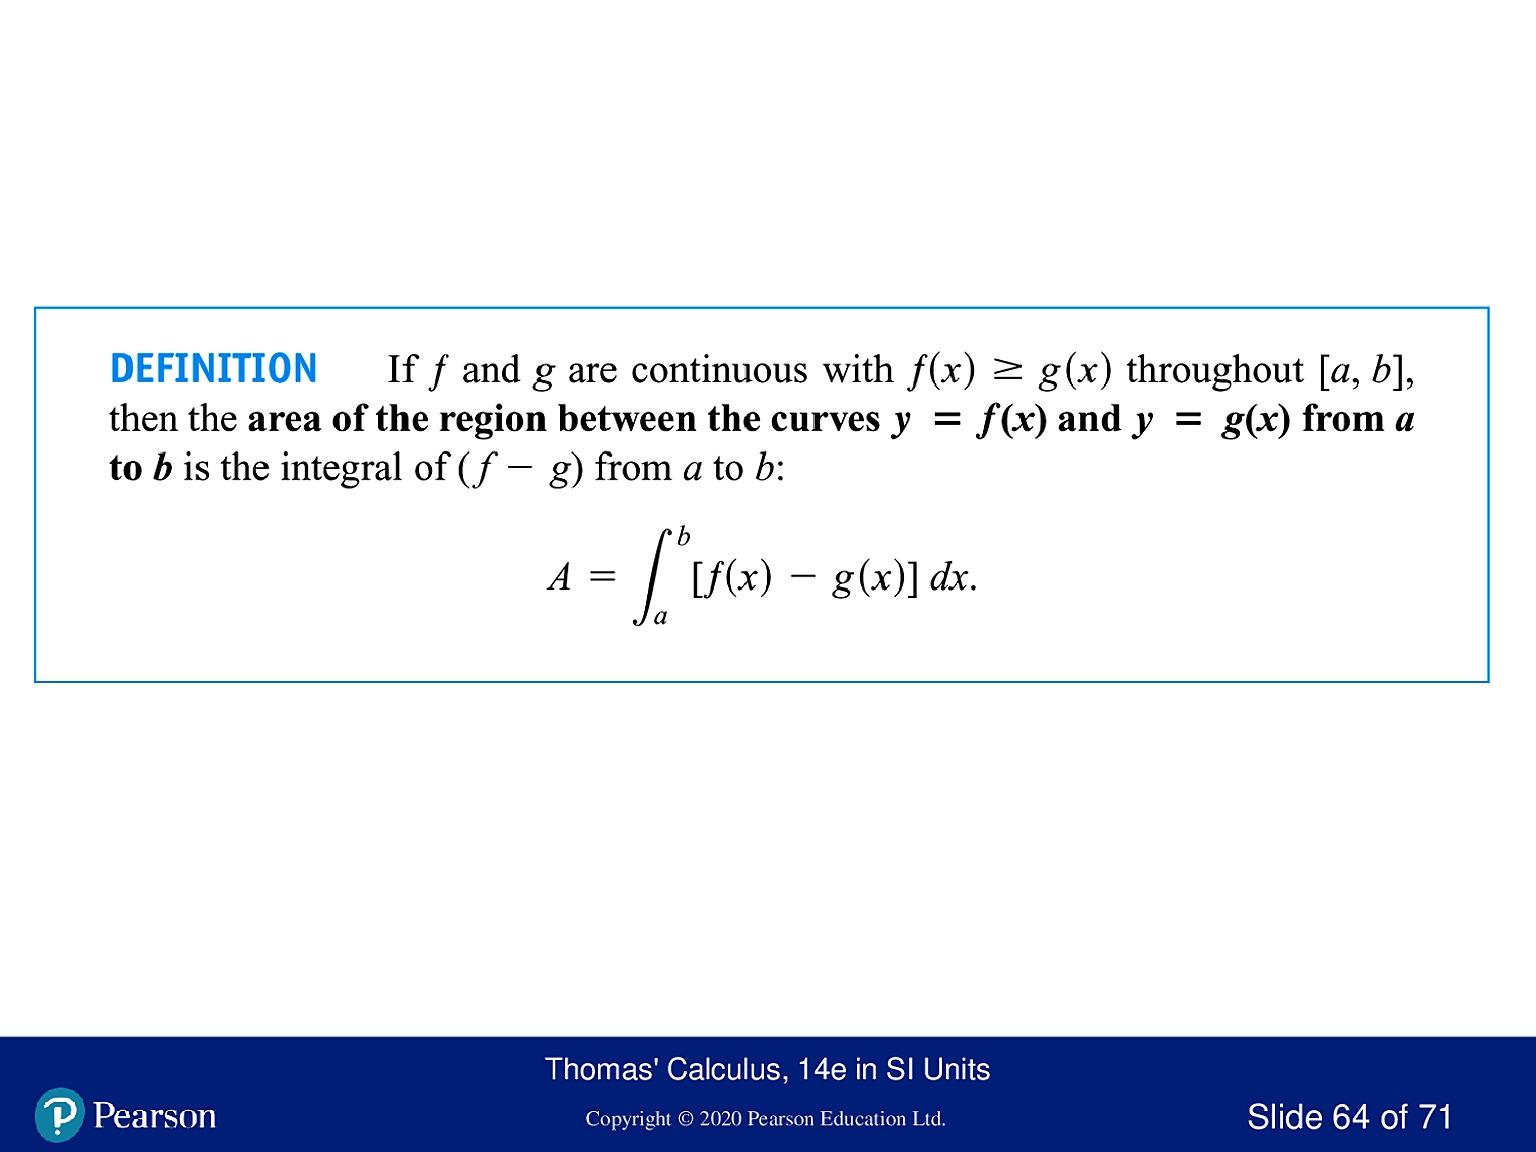 DEFINITION If f and g are continuous with f(x) ≥ g(x) throughout [a, b],
then the area of the region between the curves y = f(x) and y = g(x) from a
to b is the integral of (f − g) from a to b:
A = ∫_a^b [f(x) − g(x)] dx.
Thomas' Calculus, 14e in SI Units
Pearson
Copyright © 2020 Pearson Education Ltd.
Slide 64 of 71